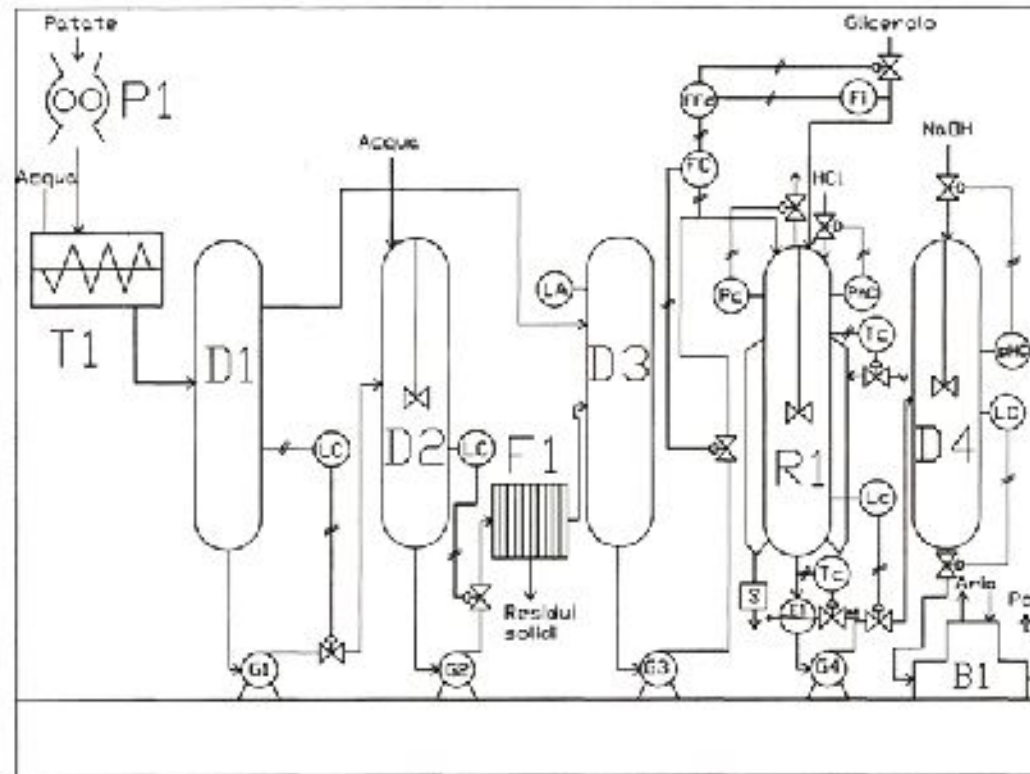 Patate
P1
Acqua
T1
D1
LC
G1
Acqua
D2
LC
G2
F1
Residui
solidi
LA
D3
G3
FFC
FI
FC
Glicerolo
HCl
PC
TC
R1
LC
TC
E1
S
G4
NaOH
pHC
LC
D4
Aria
B1